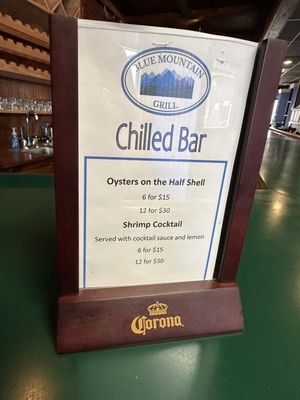 BLUE MOUNTAIN
GRILL
Chilled Bar
Oysters on the Half Shell
6 for $15
12 for $30
Shrimp Cocktail
Served with cocktail sauce and lemon
6 for $15
12 for $30
Corona